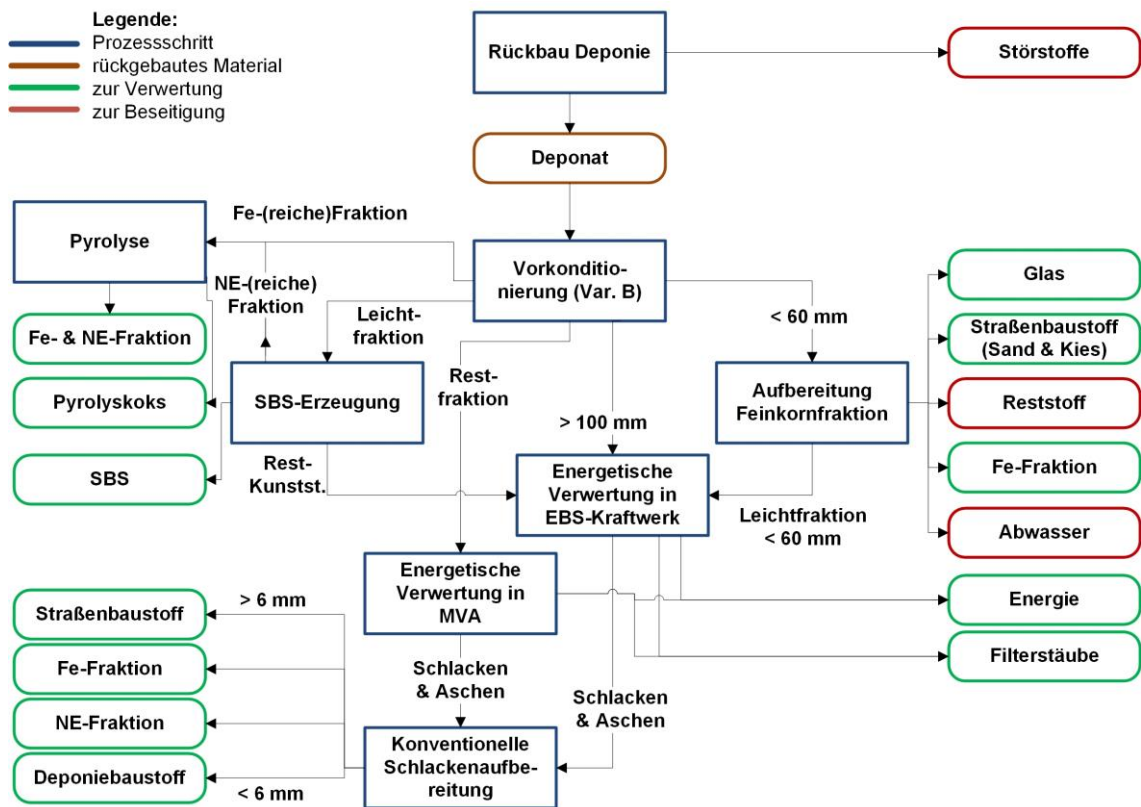 Legende:
Prozessschritt
rückgebautes Material
zur Verwertung
zur Beseitigung
Rückbau Deponie
Störstoffe
Deponat
Fe-(reiche)Fraktion
Pyrolyse
NE-(reiche)
Fraktion
Vorkonditio-
nierung (Var. B)
Glas
Leicht-
fraktion
< 60 mm
Fe- & NE-Fraktion
Straßenbaustoff
(Sand & Kies)
Rest-
fraktion
Pyrolyskoks
SBS-Erzeugung
Aufbereitung
Feinkornfraktion
Reststoff
> 100 mm
SBS
Rest-
Kunstst.
Energetische
Verwertung in
EBS-Kraftwerk
Fe-Fraktion
Leichtfraktion
< 60 mm
Abwasser
Energetische
Verwertung in
MVA
Energie
Straßenbaustoff
> 6 mm
Filterstäube
Fe-Fraktion
Schlacken
& Aschen
Schlacken
& Aschen
NE-Fraktion
Konventionelle
Schlackenaufbe-
reitung
Deponiebaustoff
< 6 mm